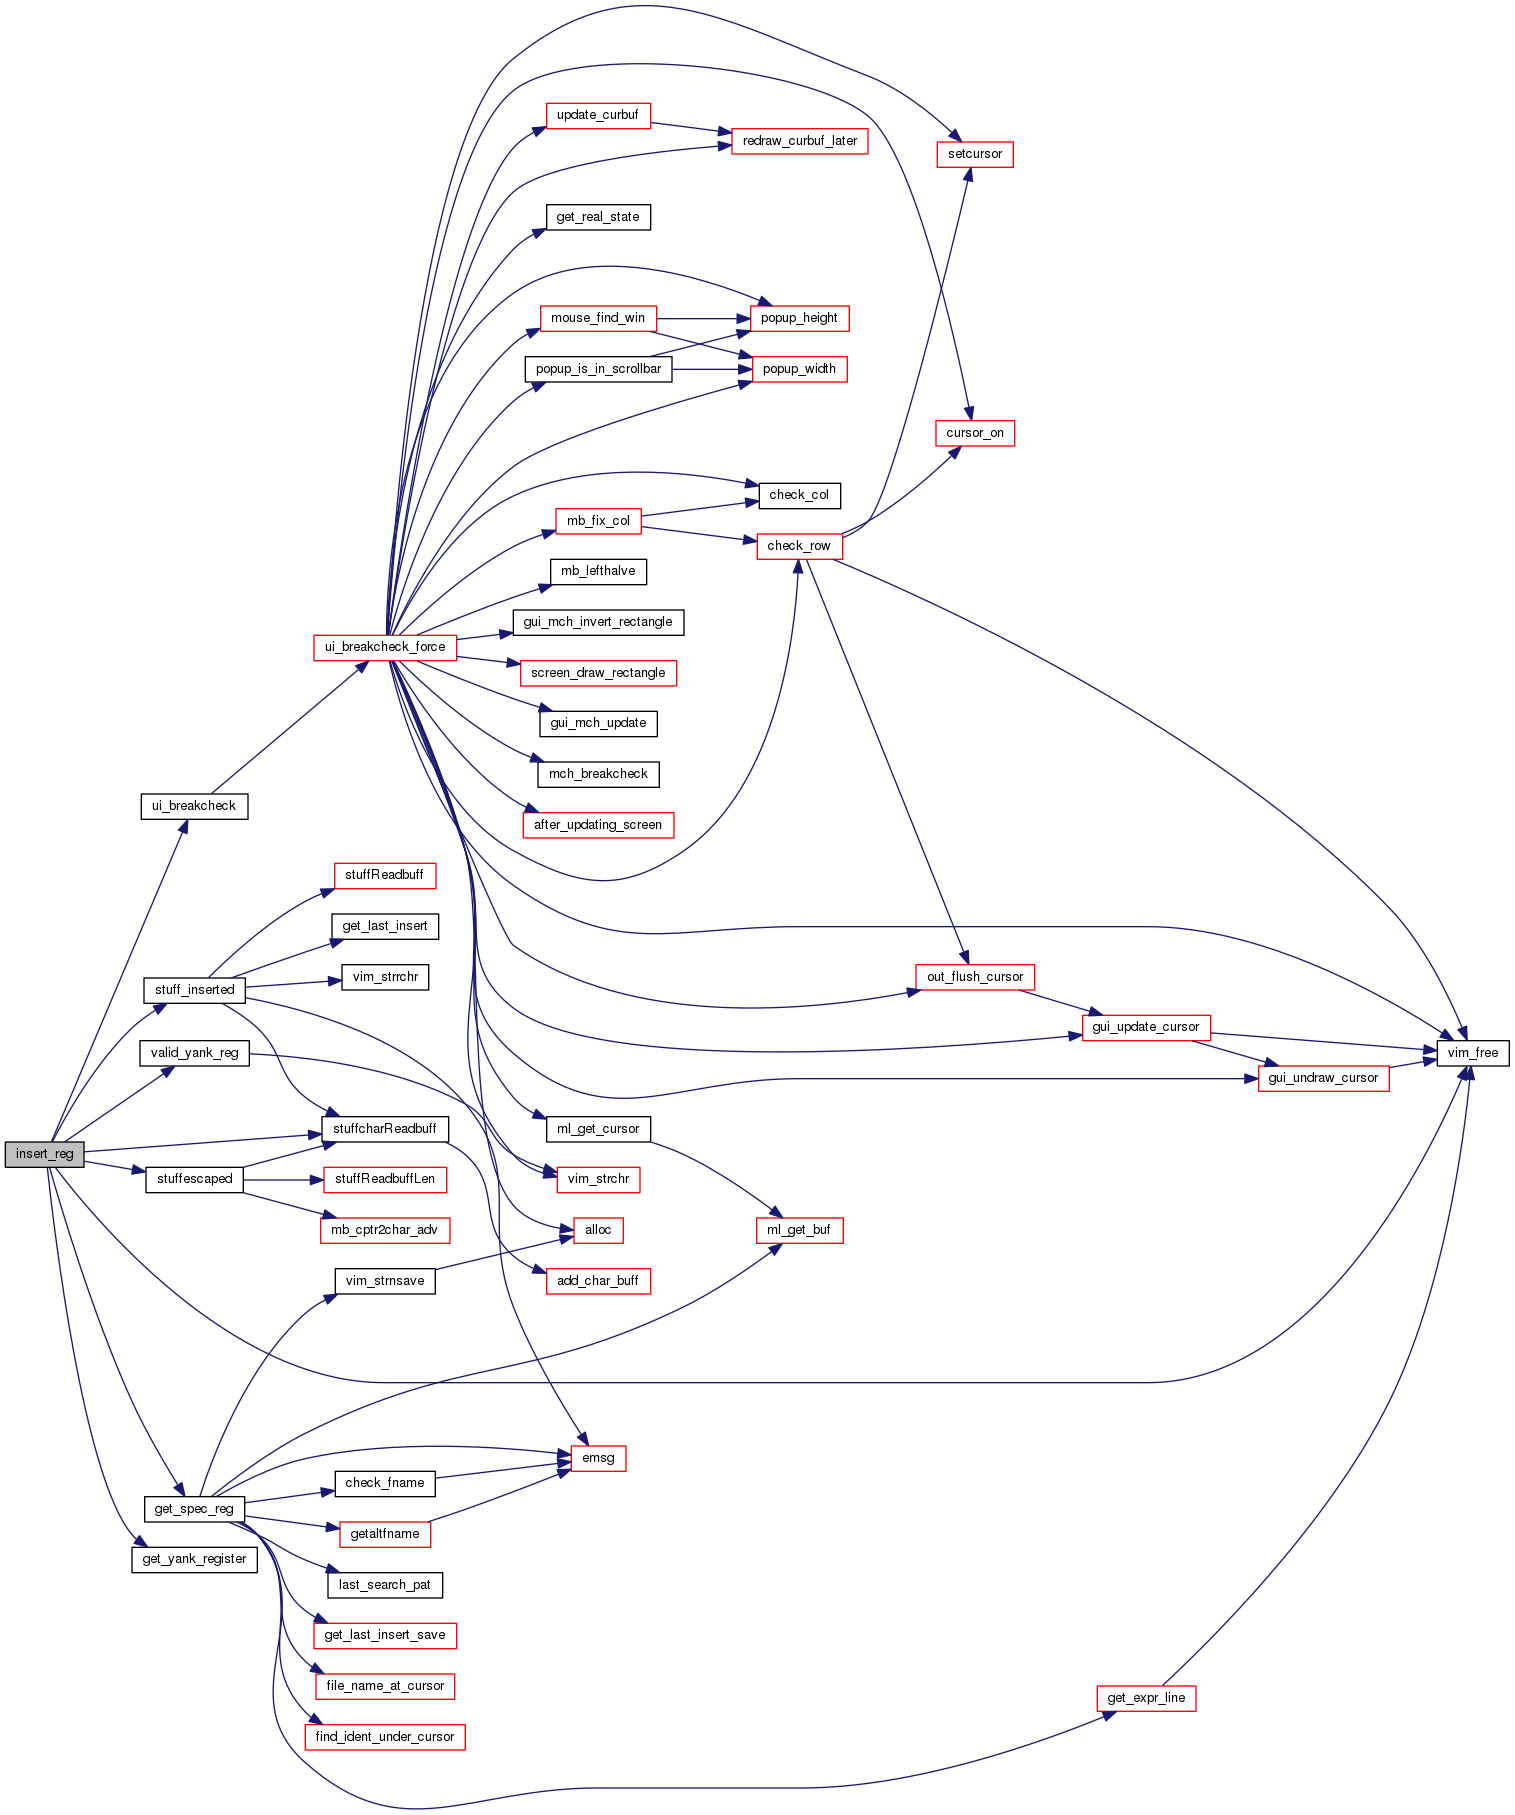 update_curbuf
redraw_curbuf_later
setcursor
get_real_state
mouse_find_win
popup_height
popup_is_in_scrollbar
popup_width
cursor_on
check_col
mb_fix_col
check_row
mb_lefthalve
gui_mch_invert_rectangle
ui_breakcheck_force
screen_draw_rectangle
gui_mch_update
mch_breakcheck
ui_breakcheck
after_updating_screen
stuffReadbuff
get_last_insert
vim_strrchr
out_flush_cursor
stuff_inserted
gui_update_cursor
valid_yank_reg
vim_free
gui_undraw_cursor
stuffcharReadbuff
ml_get_cursor
insert_reg
stuffescaped
stuffReadbuffLen
vim_strchr
mb_cptr2char_adv
alloc
ml_get_buf
vim_strnsave
add_char_buff
emsg
check_fname
get_spec_reg
getaltfname
get_yank_register
last_search_pat
get_last_insert_save
file_name_at_cursor
get_expr_line
find_ident_under_cursor